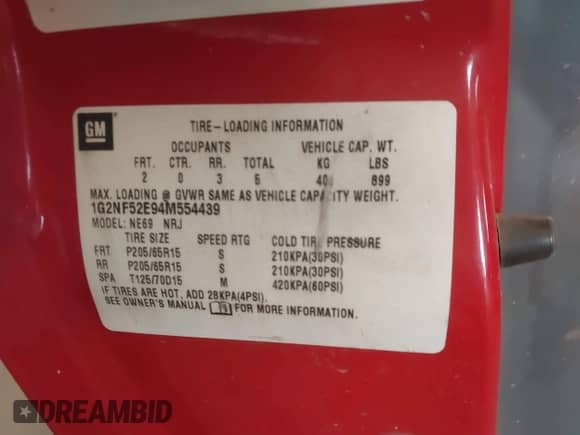 GM
TIRE-LOADING INFORMATION
OCCUPANTS VEHICLE CAP. WT.
FRT. CTR. RR. TOTAL KG LBS
2 0 3 5 899
MAX. LOADING @ GVWR SAME AS VEHICLE CAPACITY WEIGHT.
1G2NF52E94M554439
MODEL: NE69 NRJ
TIRE SIZE SPEED RTG COLD TIRE PRESSURE
FRT P205/65R15 S 210KPA(30PSI)
RR P205/65R15 S 210KPA(30PSI)
SPA T125/70D15 M 420KPA(60PSI)
IF TIRES ARE HOT, ADD 28KPA(4PSI).
SEE OWNER'S MANUAL FOR MORE INFORMATION.
DREAMBID